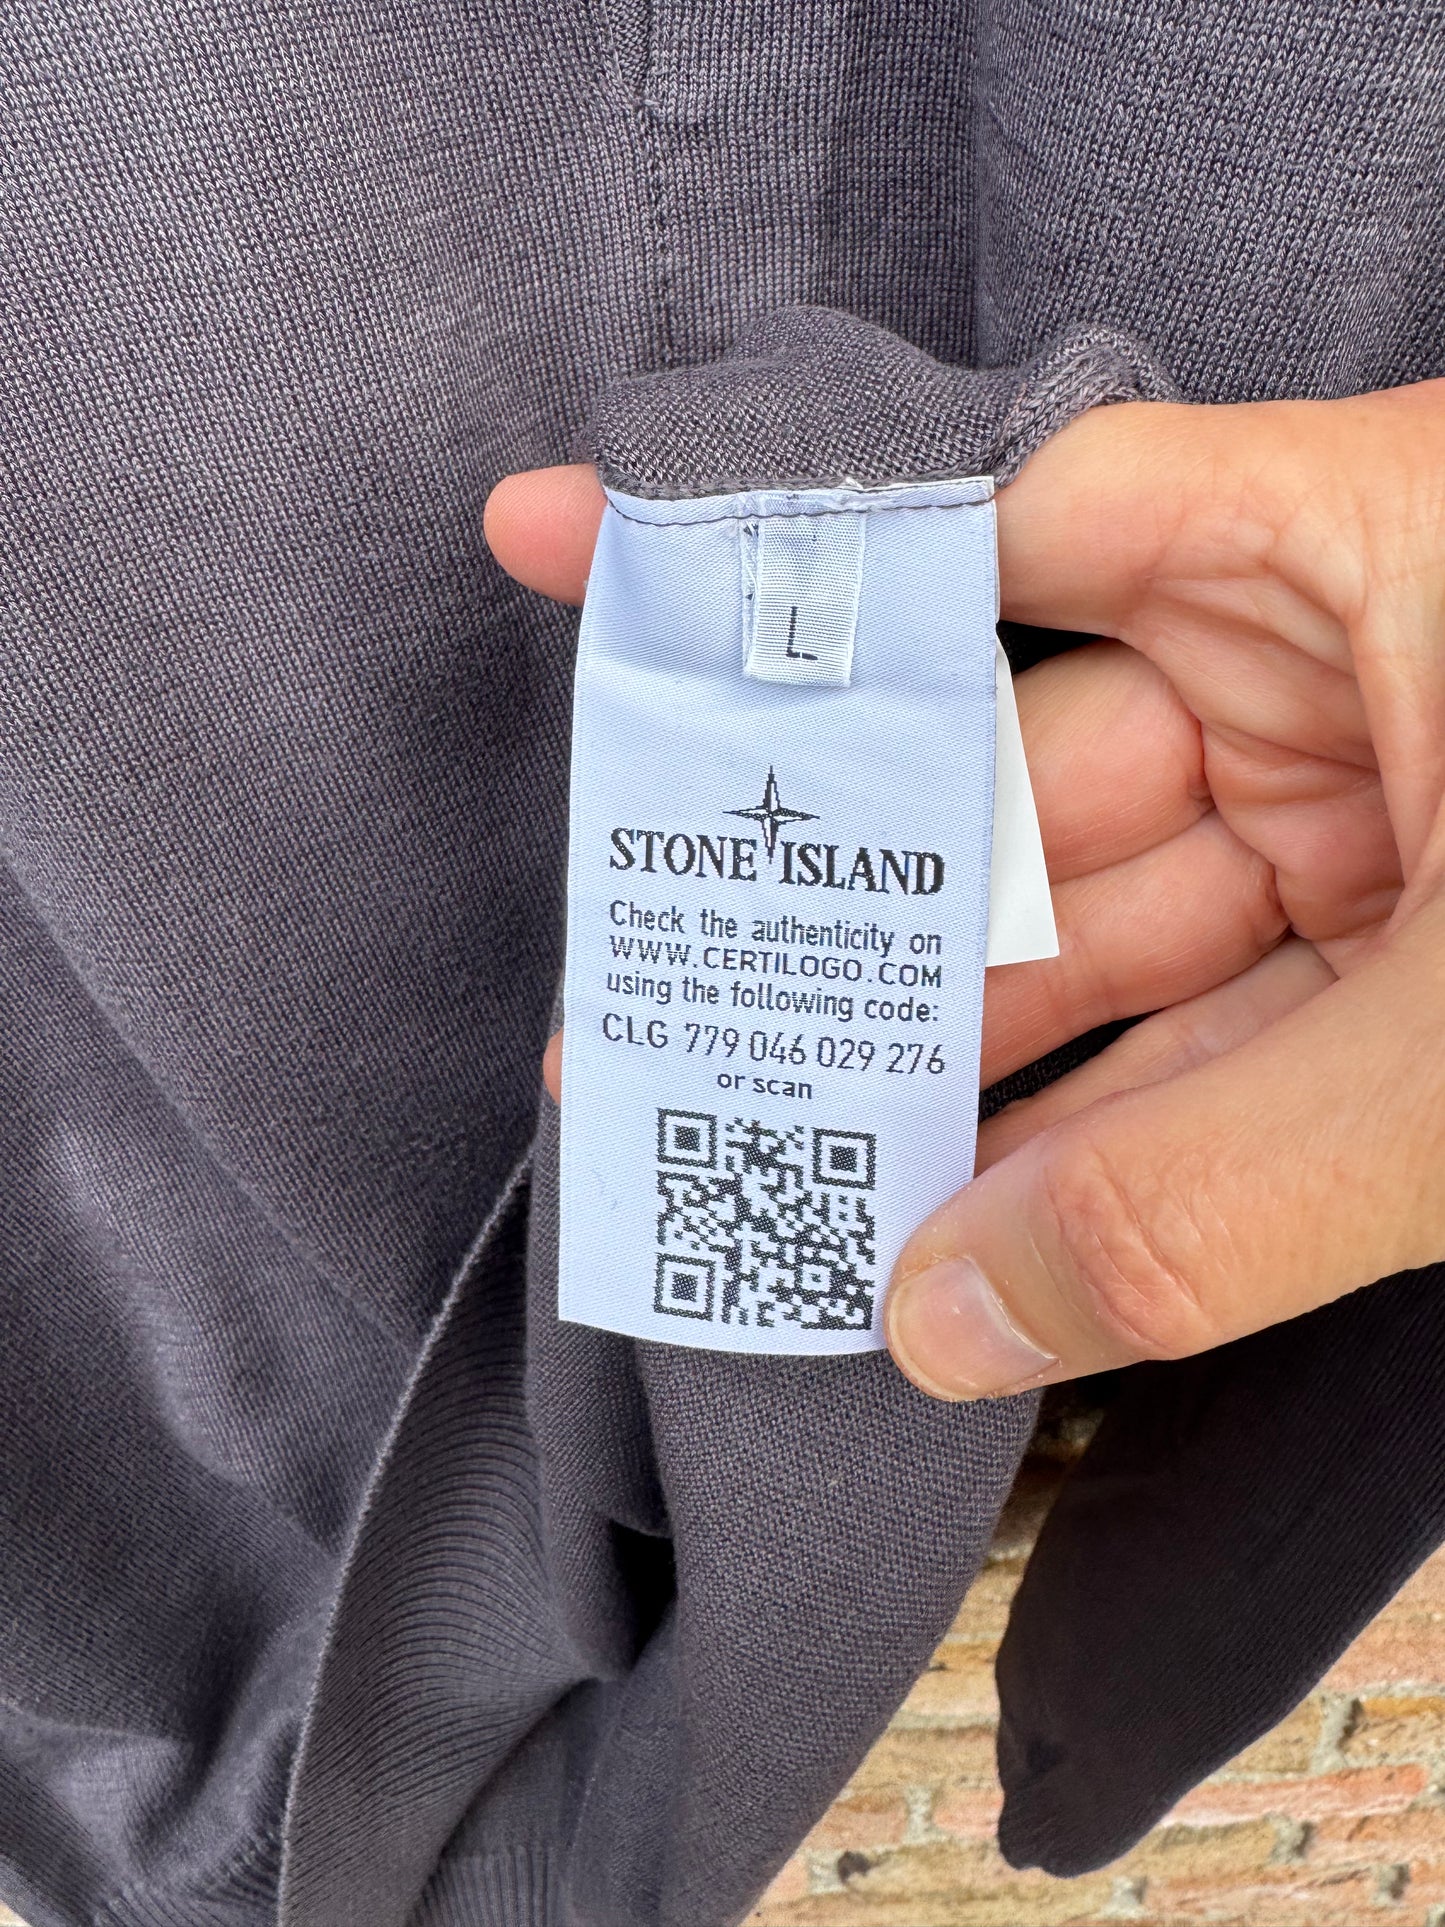 L
STONE ISLAND
Check the authenticity on
WWW.CERTILOGO.COM
using the following code:
CLG 779 046 029 276
or scan